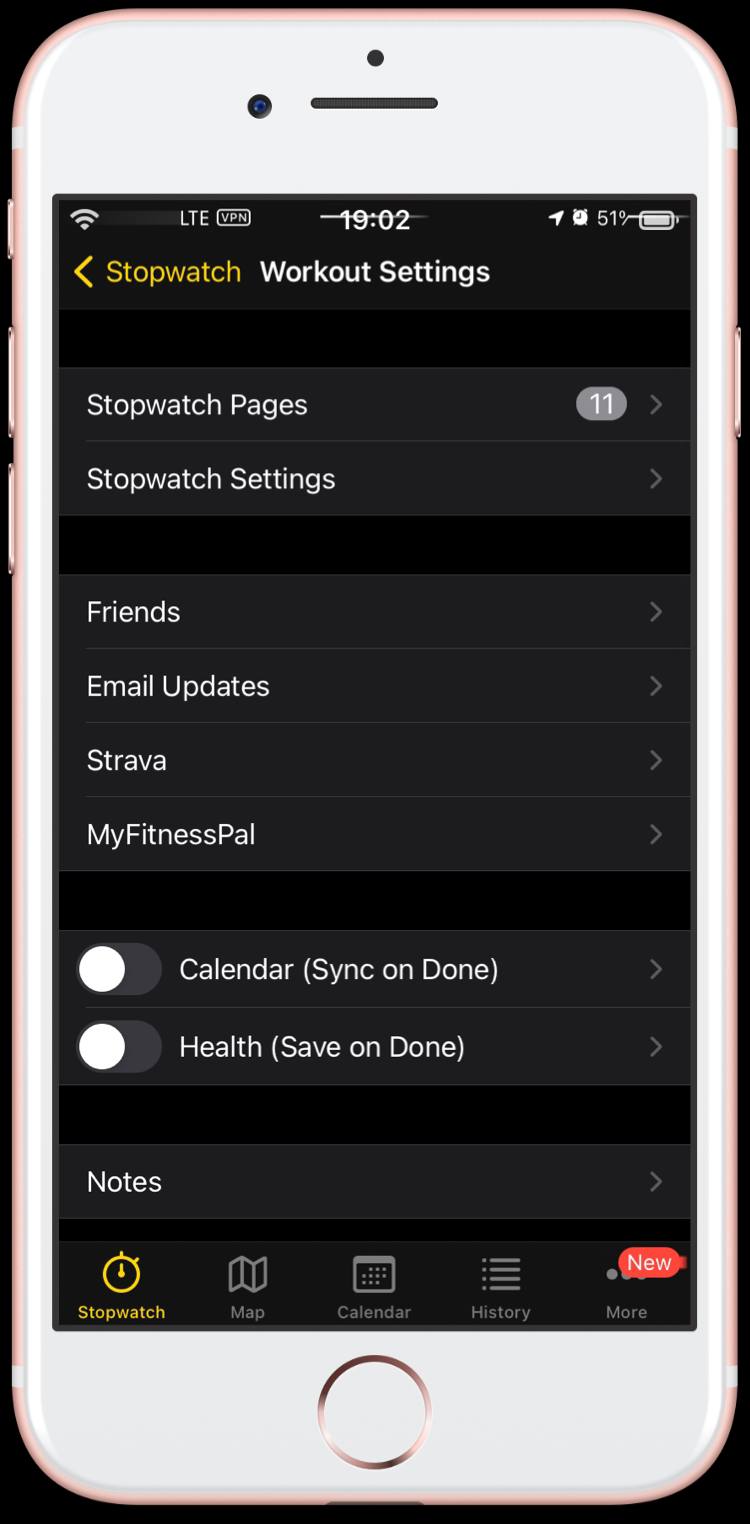 LTE VPN 19:02 51%
Stopwatch Workout Settings
Stopwatch Pages 11
Stopwatch Settings
Friends
Email Updates
Strava
MyFitnessPal
Calendar (Sync on Done)
Health (Save on Done)
Notes
New
Stopwatch Map Calendar History More